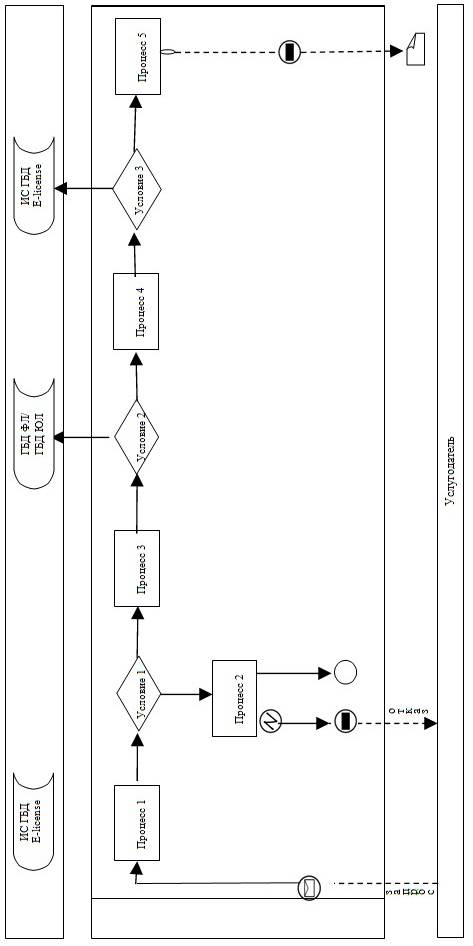 ИС ГБД
E-license
ГБД ФЛ/
ГБД ЮЛ
ИС ГБД
E-license
Процесс 1
Условие 1
Процесс 3
Условие 2
Процесс 4
Условие 3
Процесс 5
Процесс 2
запрос
отказ
Услугодатель